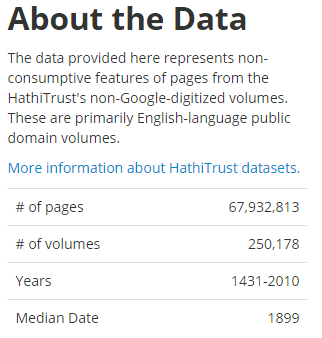 About the Data
The data provided here represents non-
consumptive features of pages from the
HathiTrust's non-Google-digitized volumes.
These are primarily English-language public
domain volumes.
More information about HathiTrust datasets.
# of pages 67,932,813
# of volumes 250,178
Years 1431-2010
Median Date 1899